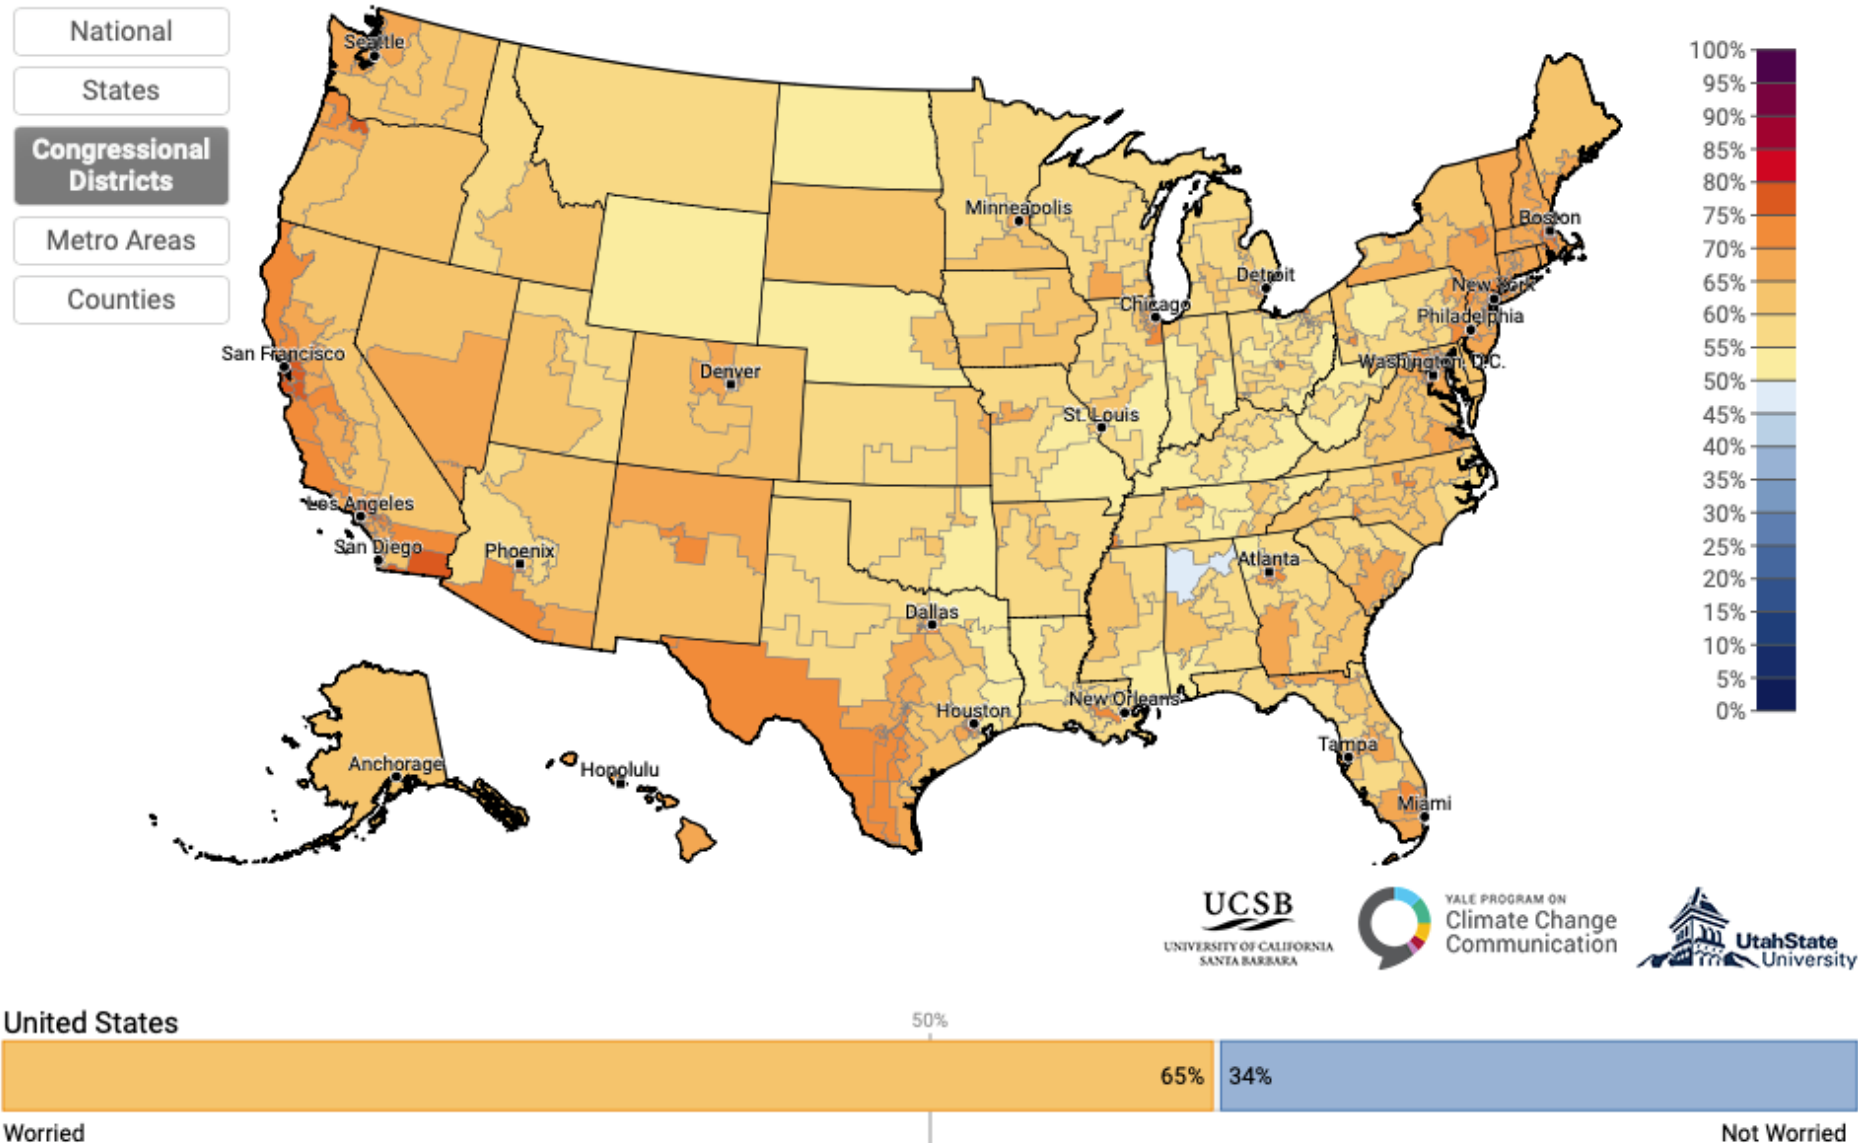 National
States
Congressional
Districts
Metro Areas
Counties
Seattle
Minneapolis
Boston
Detroit
New York
Chicago
Philadelphia
San Francisco
Denver
Washington, D.C.
St. Louis
Los Angeles
San Diego
Phoenix
Atlanta
Dallas
New Orleans
Houston
Tampa
Anchorage
Honolulu
Miami
100%
95%
90%
85%
80%
75%
70%
65%
60%
55%
50%
45%
40%
35%
30%
25%
20%
15%
10%
5%
0%
UCSB
UNIVERSITY OF CALIFORNIA
SANTA BARBARA
YALE PROGRAM ON
Climate Change
Communication
UtahState
University
United States
50%
65%
34%
Worried
Not Worried